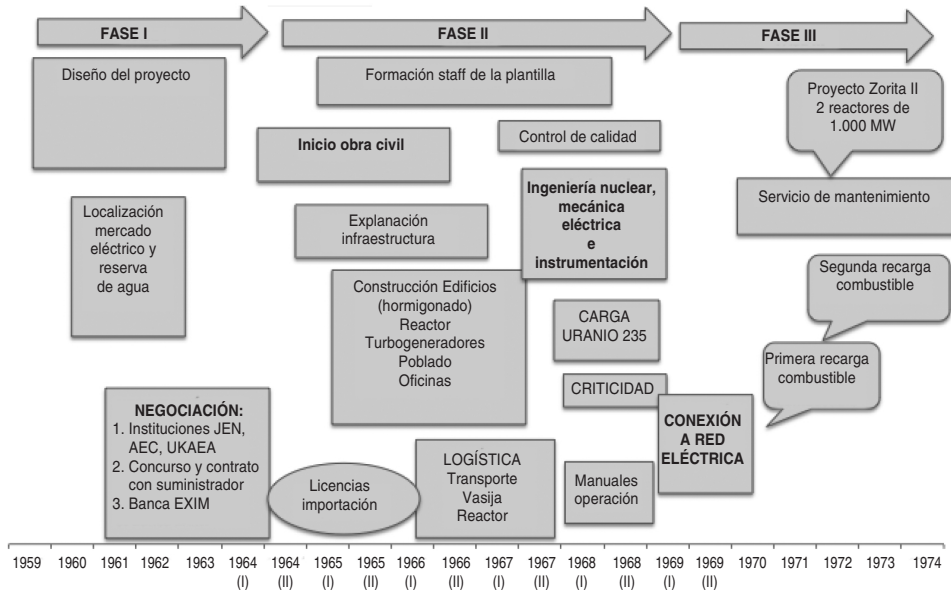 FASE I
FASE II
FASE III
Diseño del proyecto
Formación staff de la plantilla
Proyecto Zorita II
2 reactores de
1.000 MW
Inicio obra civil
Control de calidad
Localización
mercado
eléctrico y
reserva
de agua
Explanación
infraestructura
Ingeniería nuclear,
mecánica
eléctrica
e
instrumentación
Servicio de mantenimiento
Construcción Edificios
(hormigonado)
Reactor
Turbogeneradores
Poblado
Oficinas
CARGA
URANIO 235
Segunda recarga
combustible
Primera recarga
combustible
CRITICIDAD
NEGOCIACIÓN:
1. Instituciones JEN,
AEC, UKAEA
2. Concurso y contrato
con suministrador
3. Banca EXIM
Licencias
importación
LOGÍSTICA
Transporte
Vasija
Reactor
Manuales
operación
CONEXIÓN
A RED
ELÉCTRICA
1959 1960 1961 1962 1963 1964 1964 1965 1965 1966 1966 1967 1967 1968 1968 1969 1969 1970 1971 1972 1973 1974
(I) (II) (I) (II) (I) (II) (I) (II) (I) (II) (I) (II)